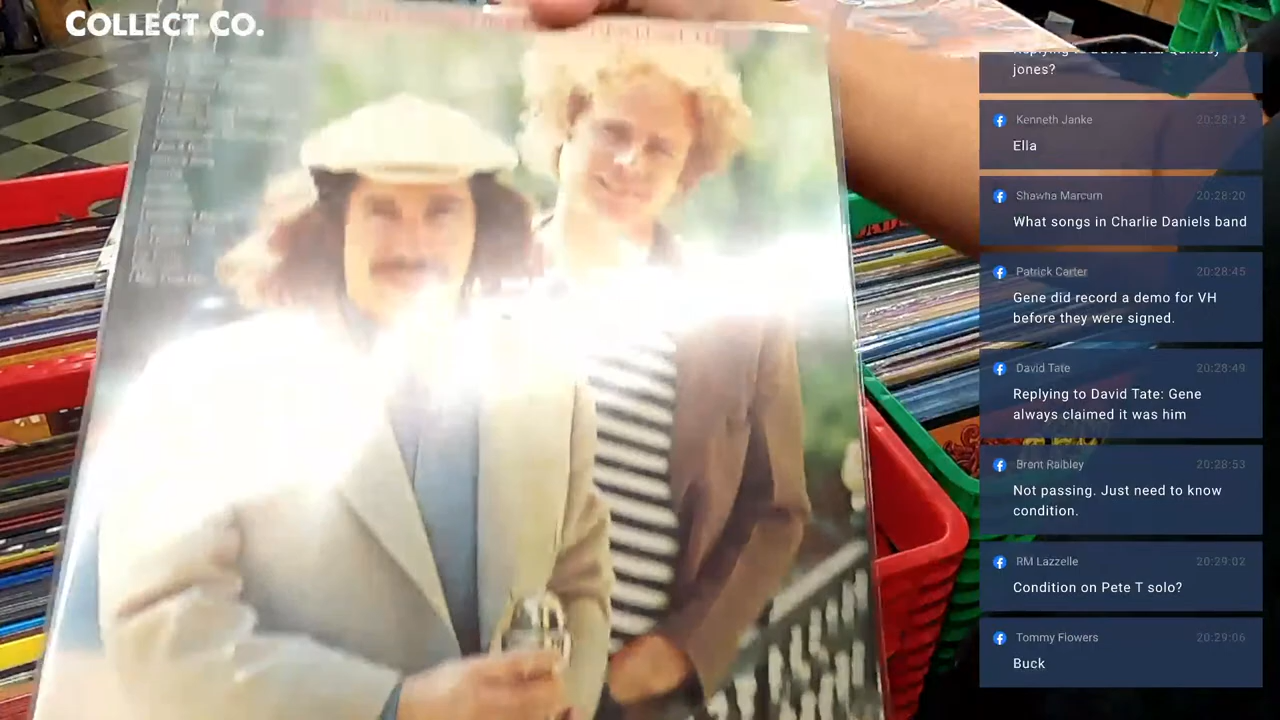 COLLECT CO.
jones?
Kenneth Janke 20:28:12
Ella
Shawna Marcum 20:28:20
What songs in Charlie Daniels band
Patrick Carter 20:28:45
Gene did record a demo for VH
before they were signed.
David Tate 20:28:49
Replying to David Tate: Gene
always claimed it was him
Brent Raibley 20:28:53
Not passing. Just need to know
condition.
RM Lazzelle 20:29:02
Condition on Pete T solo?
Tommy Flowers 20:29:06
Buck